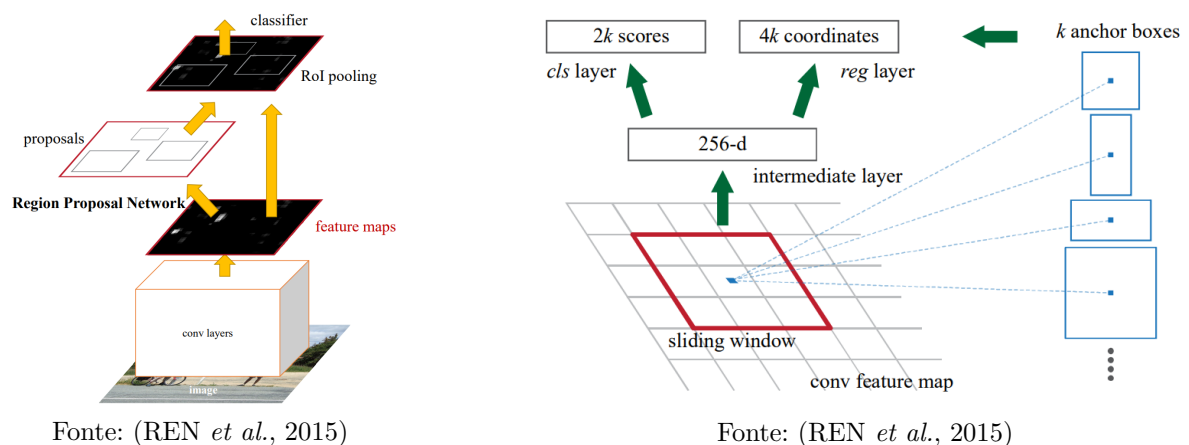 classifier
RoI pooling
proposals
Region Proposal Network
feature maps
conv layers
image
Fonte: (REN et al., 2015)
2k scores
4k coordinates
k anchor boxes
cls layer
reg layer
256-d
intermediate layer
sliding window
conv feature map
Fonte: (REN et al., 2015)